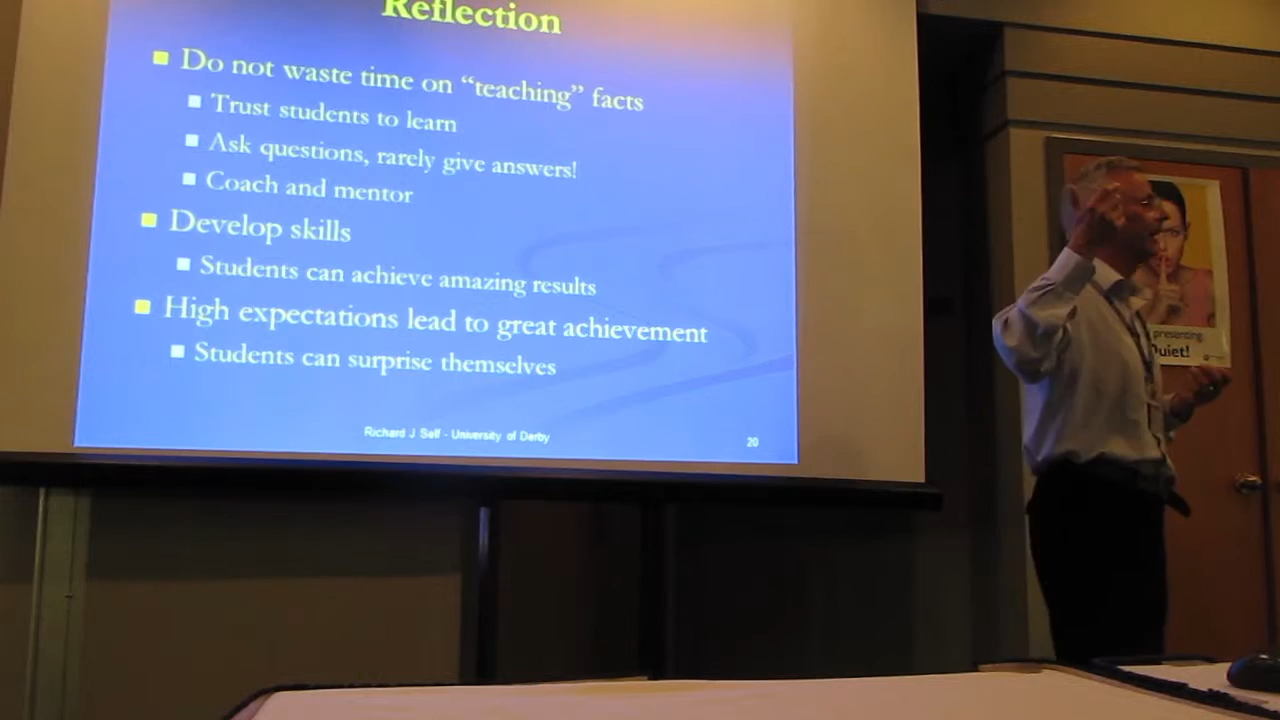 Reflection
Do not waste time on “teaching” facts
Trust students to learn
Ask questions, rarely give answers!
Coach and mentor
Develop skills
Students can achieve amazing results
High expectations lead to great achievement
Students can surprise themselves
Richard J Self - University of Derby
20
presenting
Quiet!